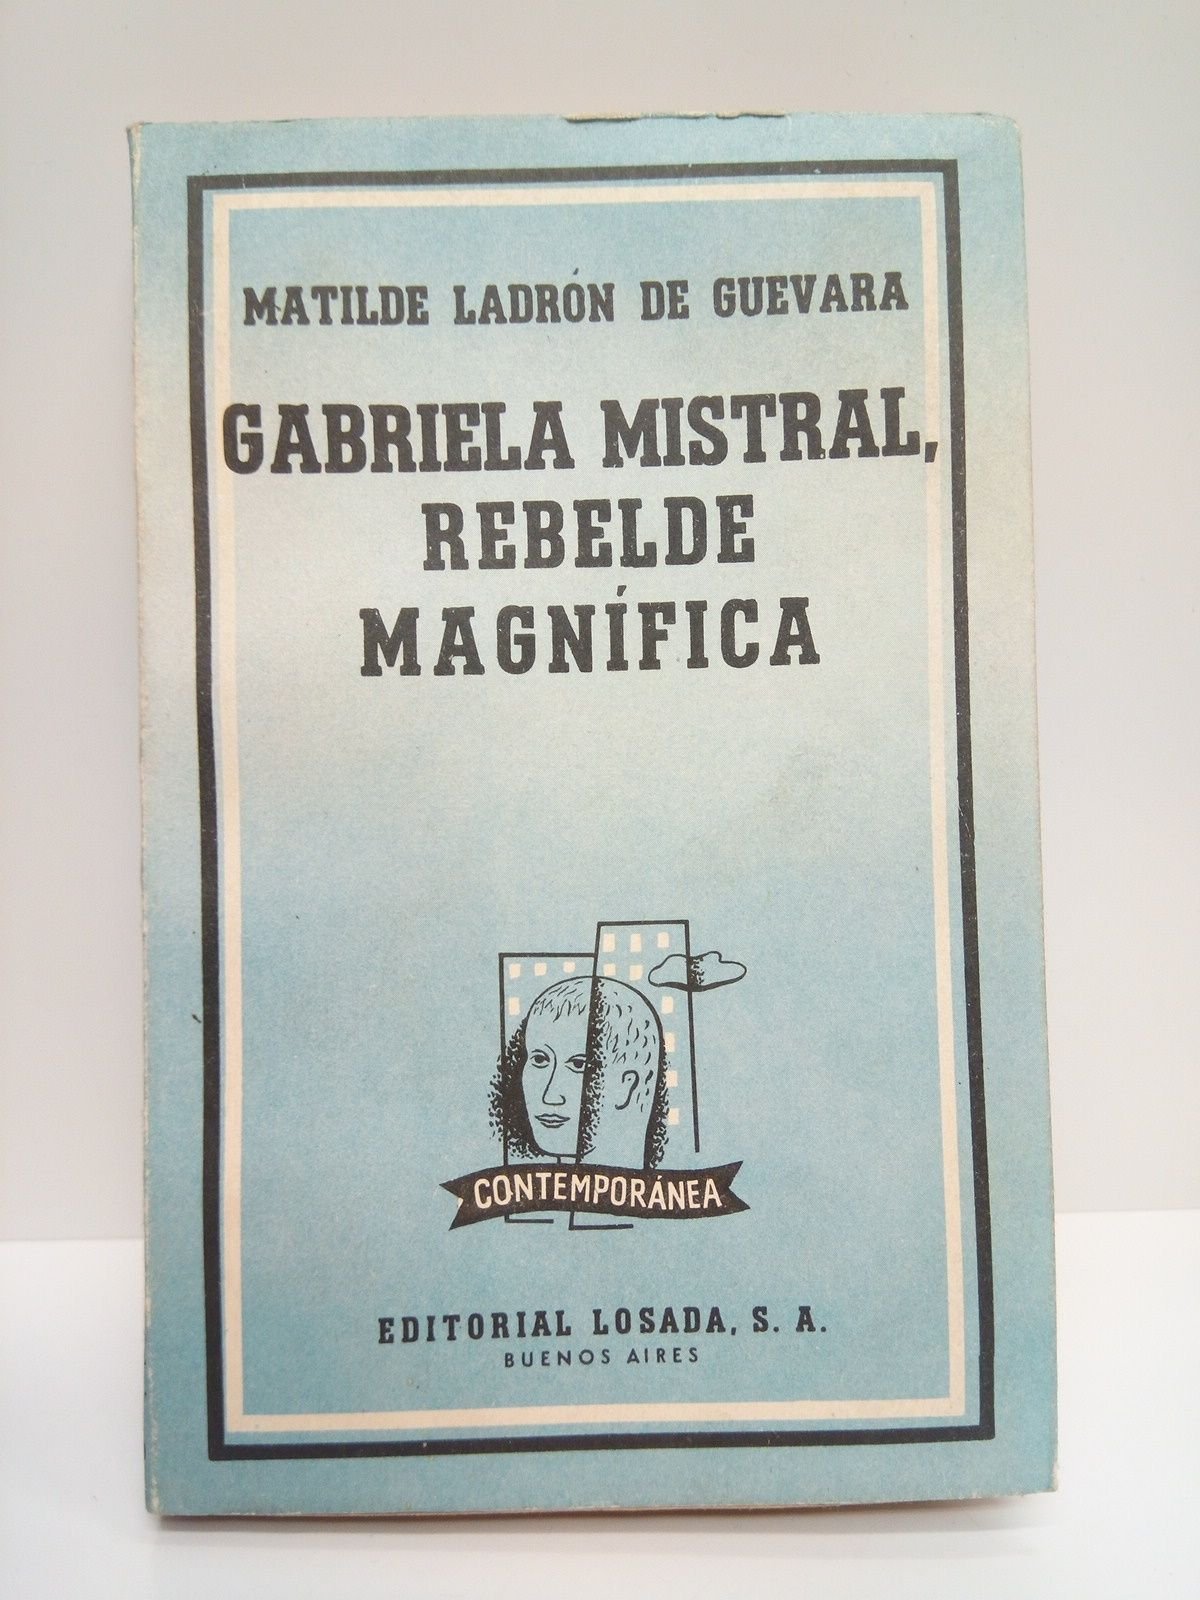 MATILDE LADRÓN DE GUEVARA
GABRIELA MISTRAL,
REBELDE
MAGNÍFICA
CONTEMPORÁNEA
EDITORIAL LOSADA, S. A.
BUENOS AIRES